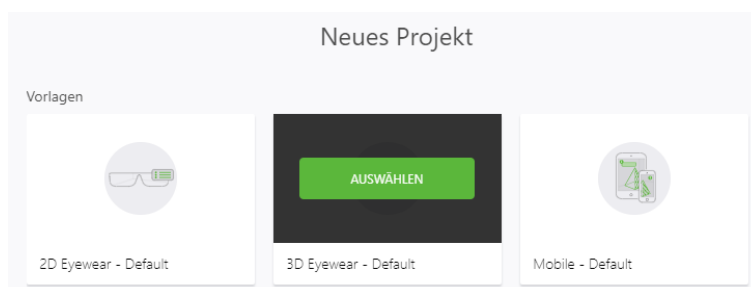 Neues Projekt
Vorlagen
AUSWÄHLEN
2D Eyewear - Default
3D Eyewear - Default
Mobile - Default